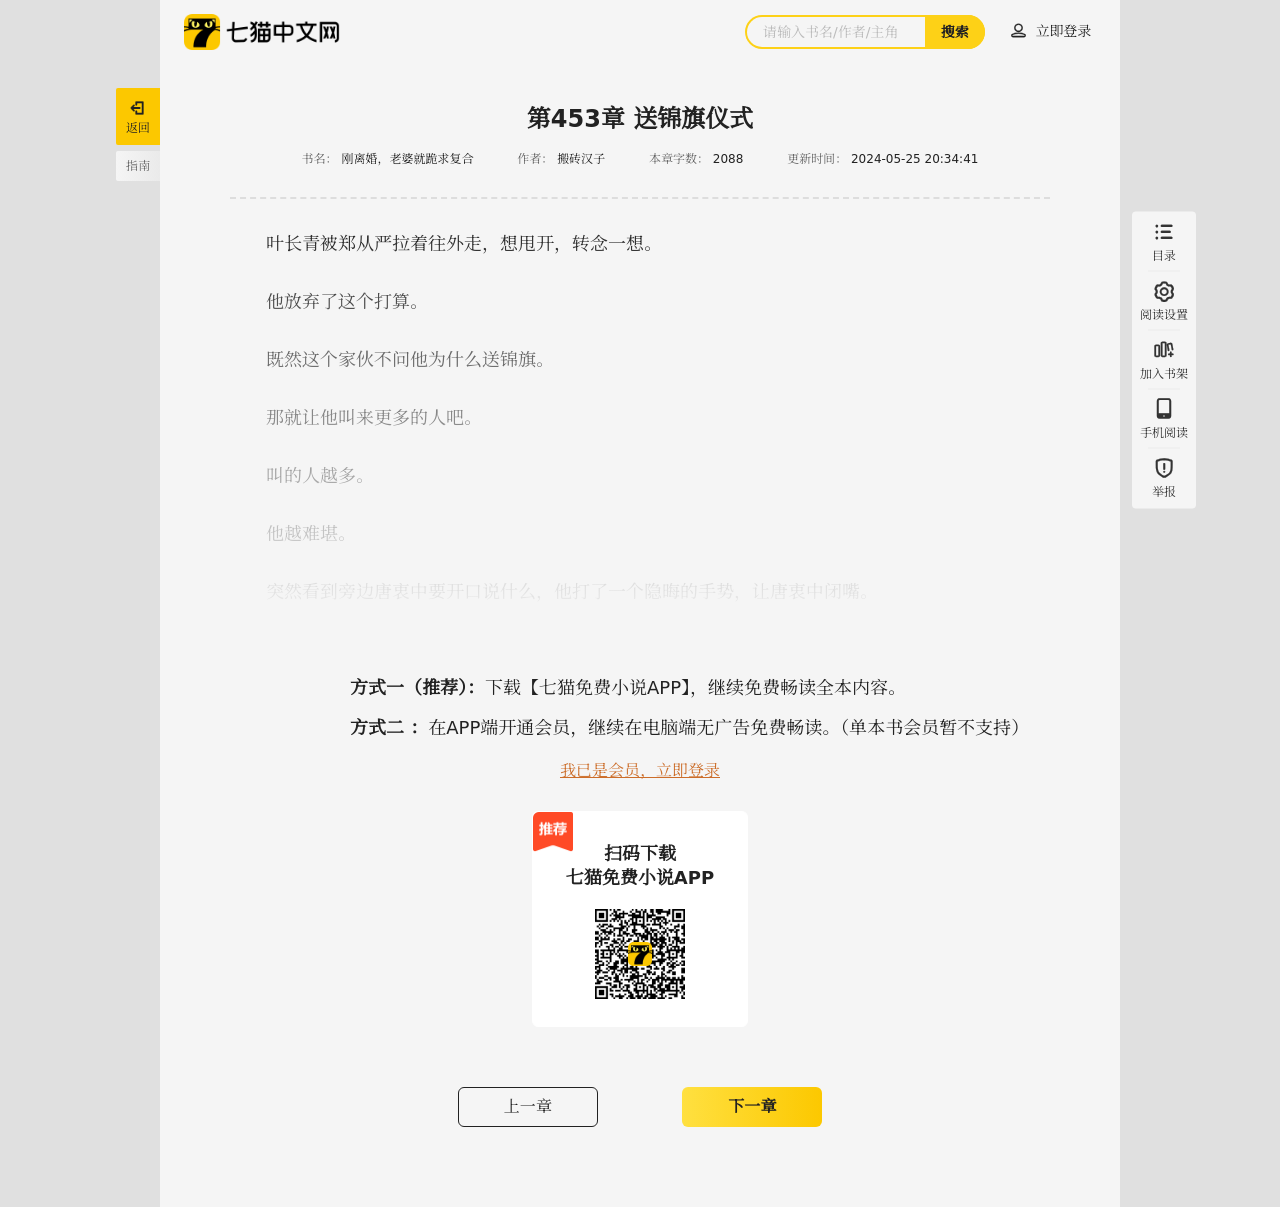 七猫中文网
请输入书名/作者/主角
搜索
立即登录
返回
指南
第453章 送锦旗仪式
书名： 刚离婚，老婆就跪求复合 作者： 搬砖汉子 本章字数： 2088 更新时间： 2024-05-25 20:34:41
叶长青被郑从严拉着往外走，想甩开，转念一想。
他放弃了这个打算。
既然这个家伙不问他为什么送锦旗。
那就让他叫来更多的人吧。
叫的人越多。
他越难堪。
突然看到旁边唐衷中要开口说什么，他打了一个隐晦的手势，让唐衷中闭嘴。
目录
阅读设置
加入书架
手机阅读
举报
方式一（推荐）：下载【七猫免费小说APP】，继续免费畅读全本内容。
方式二 ：在APP端开通会员，继续在电脑端无广告免费畅读。（单本书会员暂不支持）
我已是会员，立即登录
推荐
扫码下载
七猫免费小说APP
上一章
下一章